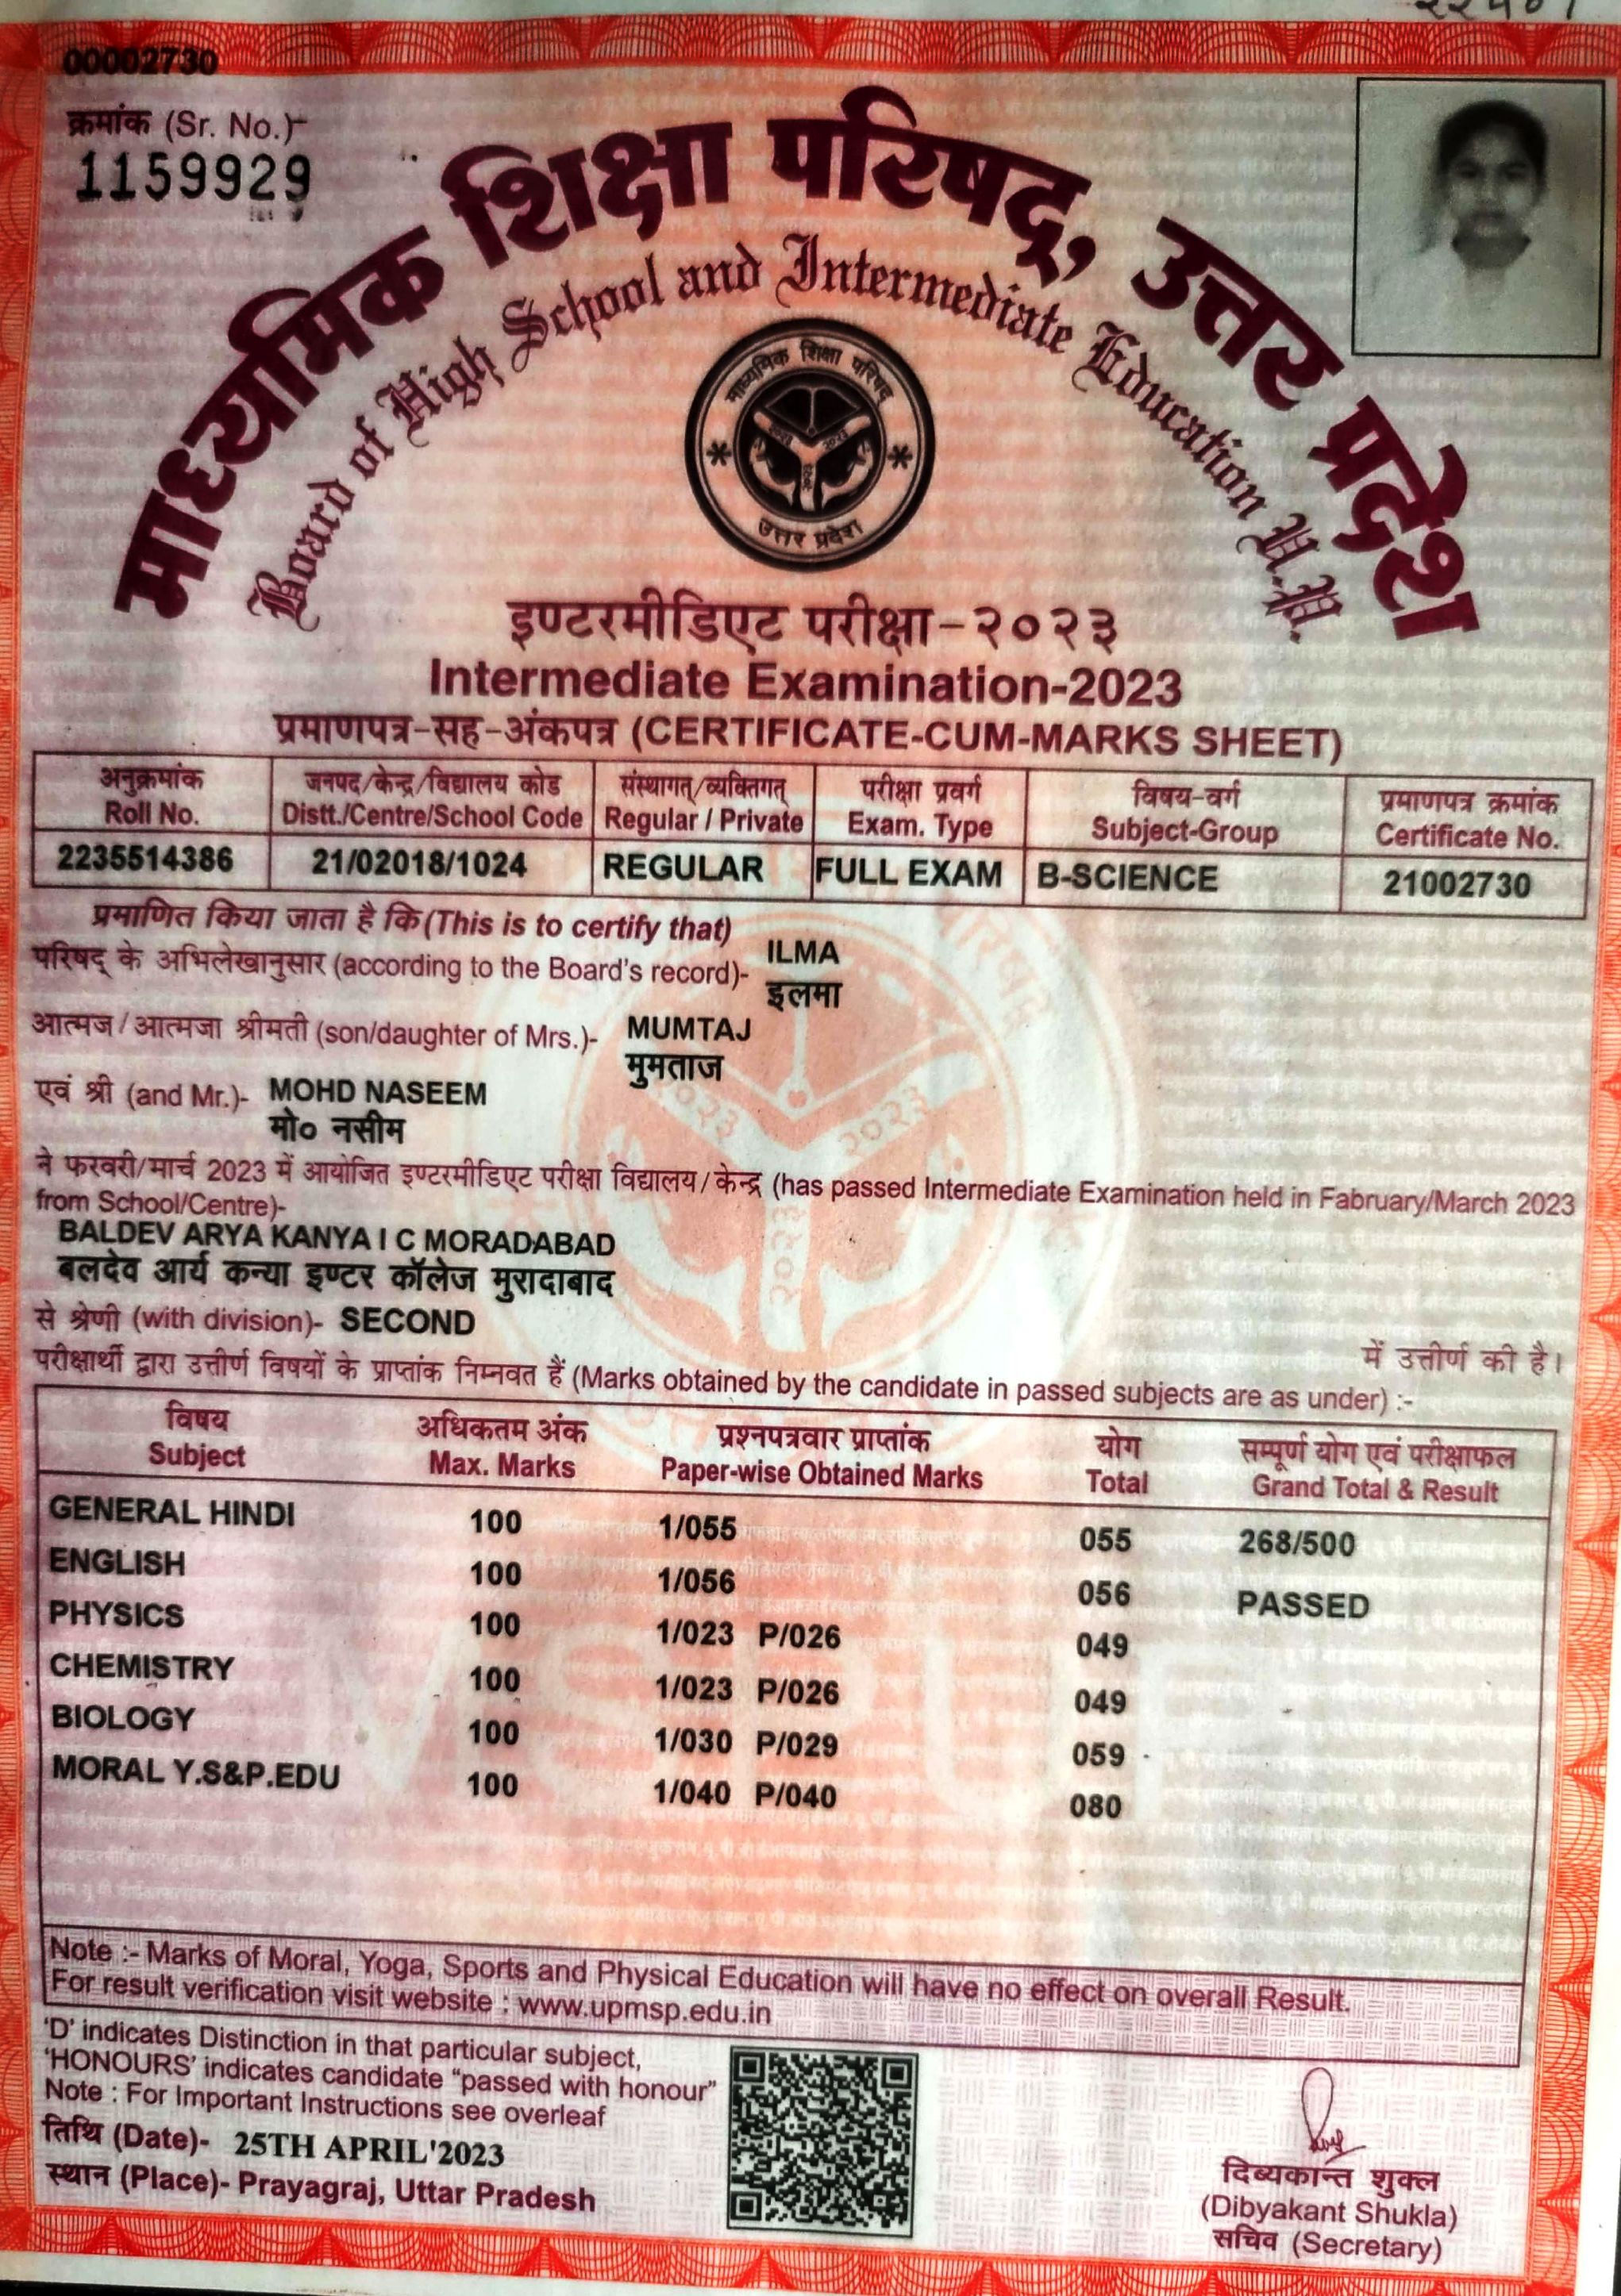 00002730
क्रमांक (Sr. No.)-
1159929
माध्यमिक शिक्षा परिषद्, उत्तर प्रदेश
Board of High School and Intermediate Education U.P.
माध्यमिक शिक्षा परिषद्
उत्तर प्रदेश
इण्टरमीडिएट परीक्षा-२०२३
Intermediate Examination-2023
प्रमाणपत्र-सह-अंकपत्र (CERTIFICATE-CUM-MARKS SHEET)
अनुक्रमांक जनपद/केन्द्र/विद्यालय कोड संस्थागत्/व्यक्तिगत् परीक्षा प्रवर्ग विषय-वर्ग प्रमाणपत्र क्रमांक
Roll No. Distt./Centre/School Code Regular / Private Exam. Type Subject-Group Certificate No.
2235514386 21/02018/1024 REGULAR FULL EXAM B-SCIENCE 21002730
प्रमाणित किया जाता है कि (This is to certify that)
परिषद् के अभिलेखानुसार (according to the Board's record)- ILMA
इलमा
आत्मज / आत्मजा श्रीमती (son/daughter of Mrs.)- MUMTAJ
मुमताज
एवं श्री (and Mr.)- MOHD NASEEM
मो० नसीम
ने फरवरी/मार्च 2023 में आयोजित इण्टरमीडिएट परीक्षा विद्यालय/केन्द्र (has passed Intermediate Examination held in Fabruary/March 2023
from School/Centre)-
BALDEV ARYA KANYA I C MORADABAD
बलदेव आर्य कन्या इण्टर कॉलेज मुरादाबाद
से श्रेणी (with division)- SECOND
में उत्तीर्ण की है।
परीक्षार्थी द्वारा उत्तीर्ण विषयों के प्राप्तांक निम्नवत हैं (Marks obtained by the candidate in passed subjects are as under) :-
विषय अधिकतम अंक प्रश्नपत्रवार प्राप्तांक योग सम्पूर्ण योग एवं परीक्षाफल
Subject Max. Marks Paper-wise Obtained Marks Total Grand Total & Result
GENERAL HINDI 100 1/055 055 268/500
ENGLISH 100 1/056 056 PASSED
PHYSICS 100 1/023 P/026 049
CHEMISTRY 100 1/023 P/026 049
BIOLOGY 100 1/030 P/029 059
MORAL Y.S&P.EDU 100 1/040 P/040 080
Note :- Marks of Moral, Yoga, Sports and Physical Education will have no effect on overall Result.
For result verification visit website : www.upmsp.edu.in
'D' indicates Distinction in that particular subject,
'HONOURS' indicates candidate "passed with honour"
Note : For Important Instructions see overleaf
तिथि (Date)- 25TH APRIL'2023
स्थान (Place)- Prayagraj, Uttar Pradesh
दिब्यकान्त शुक्ल
(Dibyakant Shukla)
सचिव (Secretary)